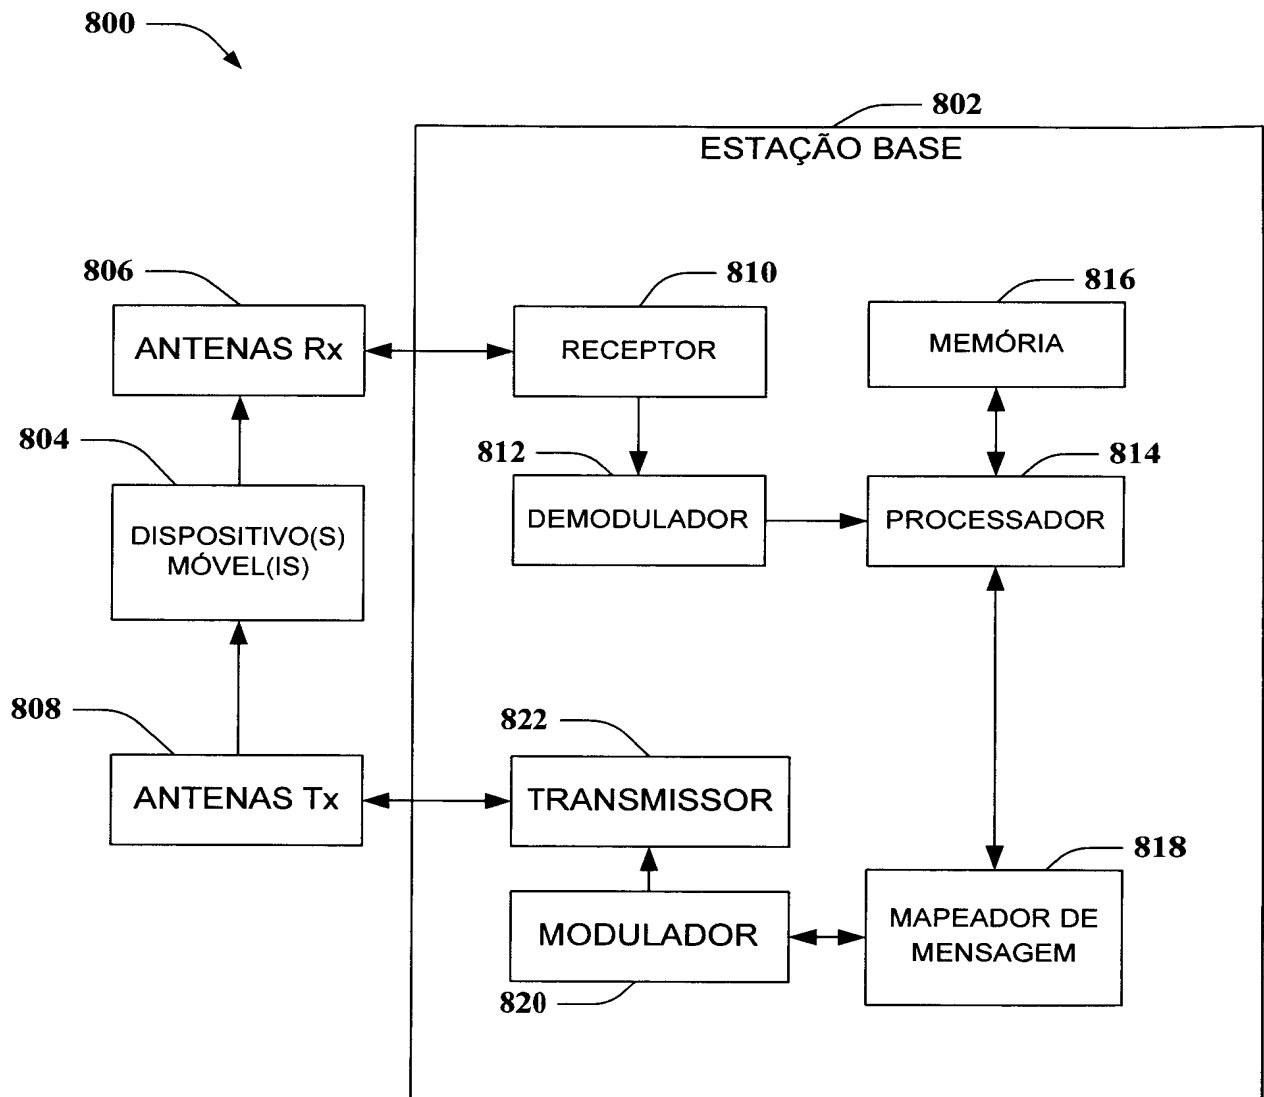 800
802
ESTAÇÃO BASE
806
810
816
ANTENAS Rx
RECEPTOR
MEMÓRIA
804
812
814
DISPOSITIVO(S)
MÓVEL(IS)
DEMODULADOR
PROCESSADOR
808
822
ANTENAS Tx
TRANSMISSOR
818
MODULADOR
MAPEADOR DE
MENSAGEM
820